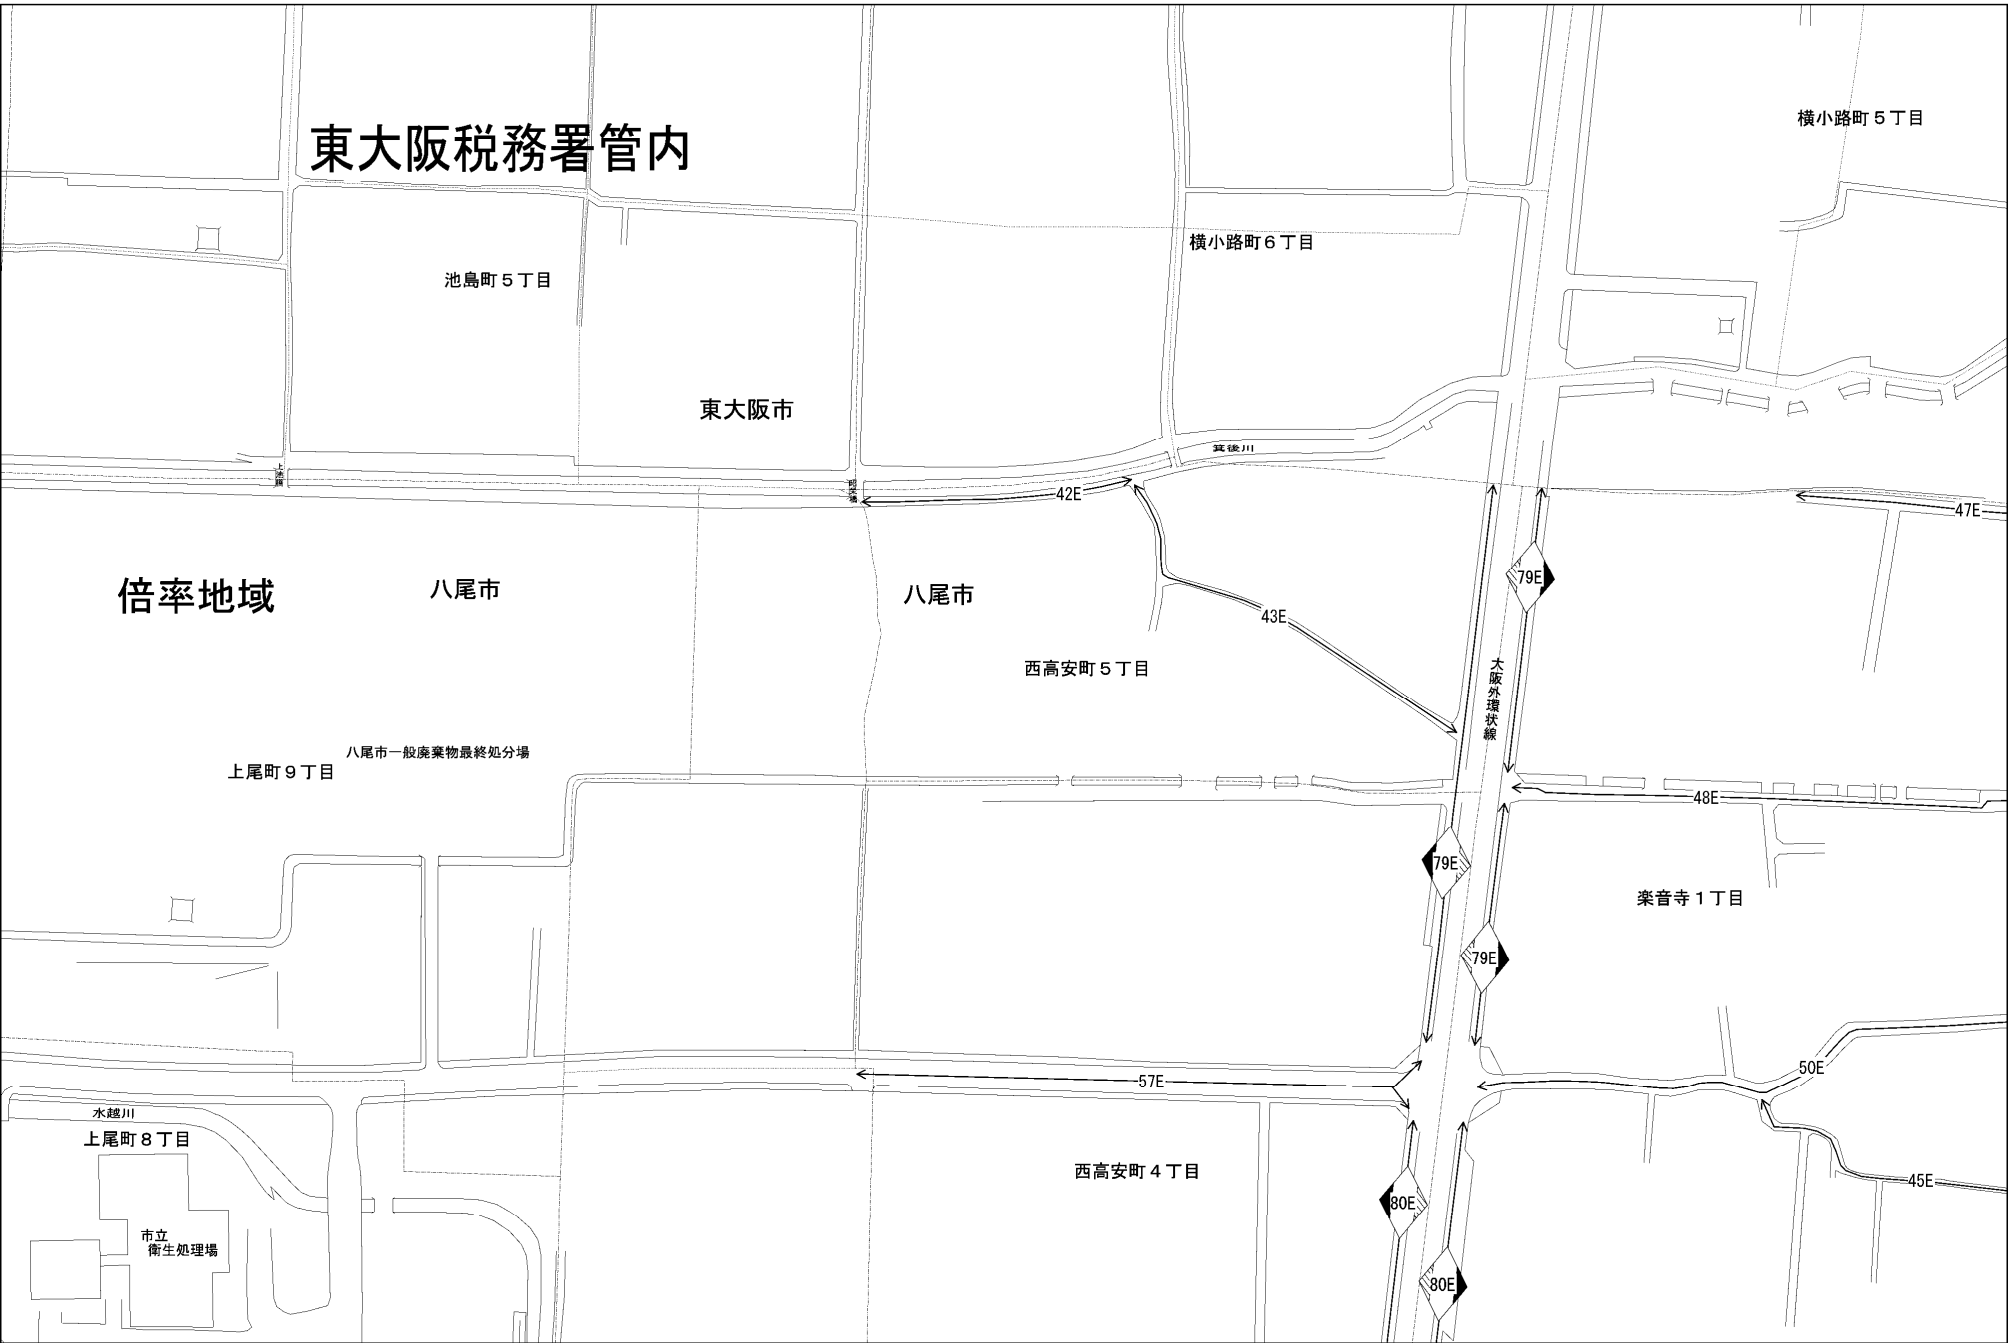 横小路町５丁目
東大阪税務署管内
横小路町６丁目
池島町５丁目
東大阪市
箕後川
42E
47E
79E
倍率地域
八尾市
八尾市
43E
西高安町５丁目
大阪外環状線
八尾市一般廃棄物最終処分場
上尾町９丁目
48E
79E
楽音寺１丁目
79E
50E
57E
水越川
上尾町８丁目
西高安町４丁目
45E
80E
市立
衛生処理場
80E